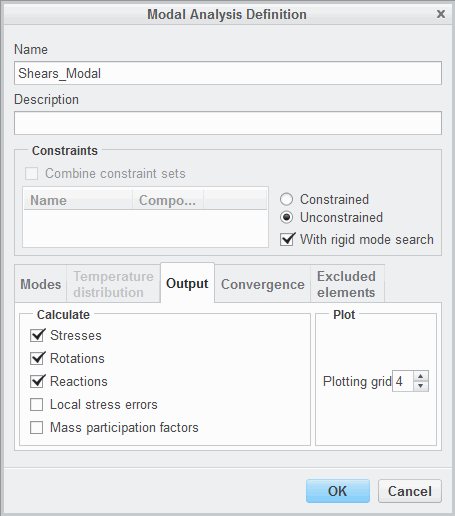 Modal Analysis Definition x
Name
Shears_Modal
Description
Constraints
Combine constraint sets
Name Compo...
Constrained
Unconstrained
With rigid mode search
Modes Temperature distribution Output Convergence Excluded elements
Calculate
Stresses
Rotations
Reactions
Local stress errors
Mass participation factors
Plot
Plotting grid 4
OK Cancel